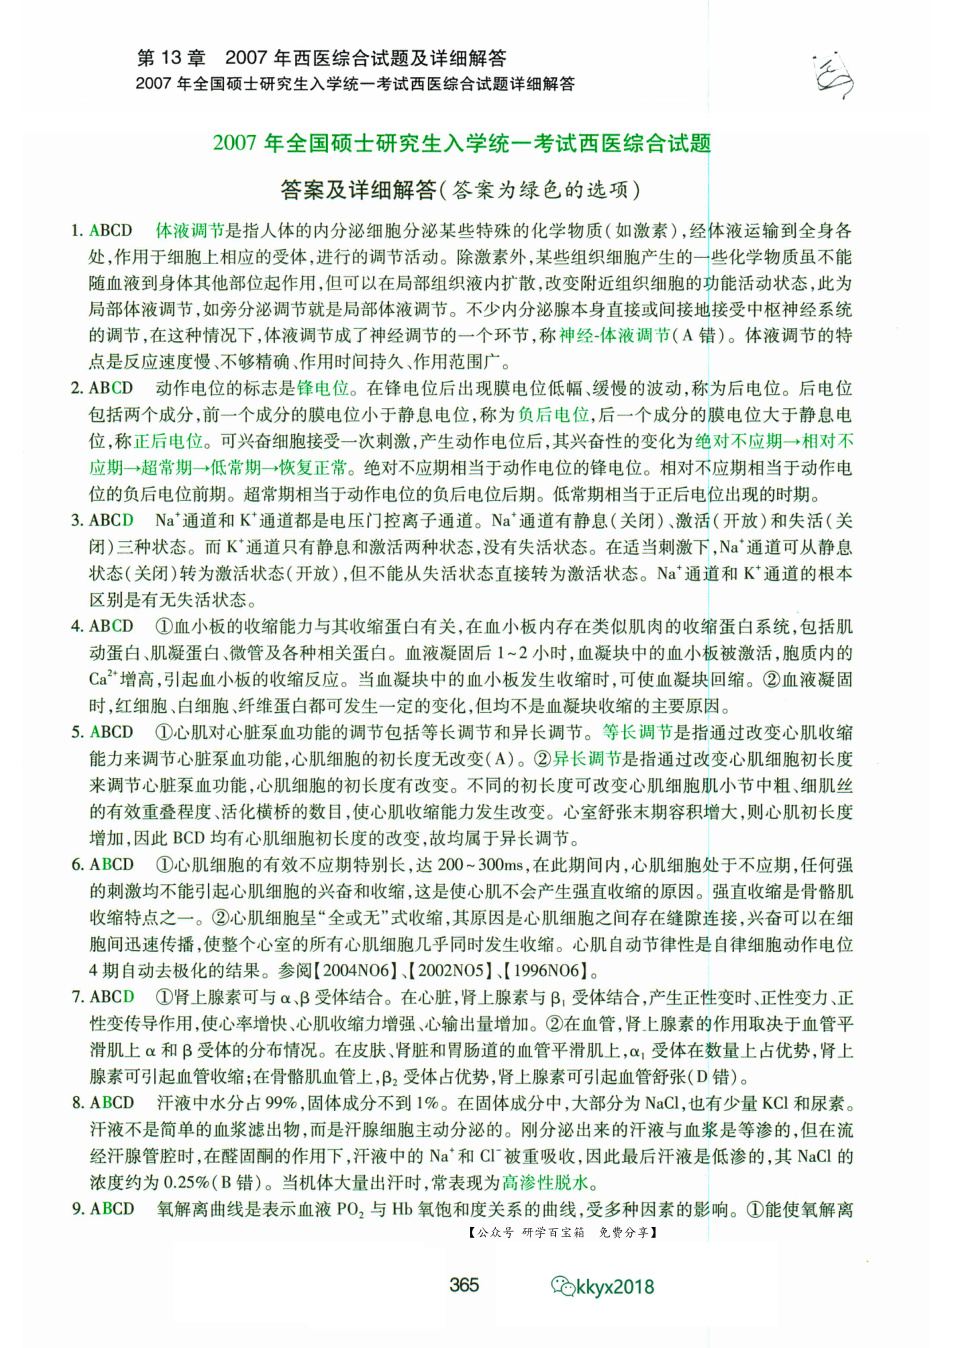 第 13 章　2007 年西医综合试题及详细解答
2007 年全国硕士研究生入学统一考试西医综合试题详细解答
2007 年全国硕士研究生入学统一考试西医综合试题
答案及详细解答(答案为绿色的选项)
1. ABCD　体液调节是指人体的内分泌细胞分泌某些特殊的化学物质(如激素),经体液运输到全身各
处,作用于细胞上相应的受体,进行的调节活动。除激素外,某些组织细胞产生的一些化学物质虽不能
随血液到身体其他部位起作用,但可以在局部组织液内扩散,改变附近组织细胞的功能活动状态,此为
局部体液调节,如旁分泌调节就是局部体液调节。不少内分泌腺本身直接或间接地接受中枢神经系统
的调节,在这种情况下,体液调节成了神经调节的一个环节,称神经-体液调节(A 错)。体液调节的特
点是反应速度慢、不够精确、作用时间持久、作用范围广。
2. ABCD　动作电位的标志是锋电位。在锋电位后出现膜电位低幅、缓慢的波动,称为后电位。后电位
包括两个成分,前一个成分的膜电位小于静息电位,称为负后电位,后一个成分的膜电位大于静息电
位,称正后电位。可兴奋细胞接受一次刺激,产生动作电位后,其兴奋性的变化为绝对不应期→相对不
应期→超常期→低常期→恢复正常。绝对不应期相当于动作电位的锋电位。相对不应期相当于动作电
位的负后电位前期。超常期相当于动作电位的负后电位后期。低常期相当于正后电位出现的时期。
3. ABCD　Na⁺通道和 K⁺通道都是电压门控离子通道。Na⁺通道有静息(关闭)、激活(开放)和失活(关
闭)三种状态。而 K⁺通道只有静息和激活两种状态,没有失活状态。在适当刺激下,Na⁺通道可从静息
状态(关闭)转为激活状态(开放),但不能从失活状态直接转为激活状态。Na⁺通道和 K⁺通道的根本
区别是有无失活状态。
4. ABCD　①血小板的收缩能力与其收缩蛋白有关,在血小板内存在类似肌肉的收缩蛋白系统,包括肌
动蛋白、肌凝蛋白、微管及各种相关蛋白。血液凝固后 1~2 小时,血凝块中的血小板被激活,胞质内的
Ca²⁺增高,引起血小板的收缩反应。当血凝块中的血小板发生收缩时,可使血凝块回缩。②血液凝固
时,红细胞、白细胞、纤维蛋白都可发生一定的变化,但均不是血凝块收缩的主要原因。
5. ABCD　①心肌对心脏泵血功能的调节包括等长调节和异长调节。等长调节是指通过改变心肌收缩
能力来调节心脏泵血功能,心肌细胞的初长度无改变(A)。②异长调节是指通过改变心肌细胞初长度
来调节心脏泵血功能,心肌细胞的初长度有改变。不同的初长度可改变心肌细胞肌小节中粗、细肌丝
的有效重叠程度、活化横桥的数目,使心肌收缩能力发生改变。心室舒张末期容积增大,则心肌初长度
增加,因此 BCD 均有心肌细胞初长度的改变,故均属于异长调节。
6. ABCD　①心肌细胞的有效不应期特别长,达 200~300ms,在此期间内,心肌细胞处于不应期,任何强
的刺激均不能引起心肌细胞的兴奋和收缩,这是使心肌不会产生强直收缩的原因。强直收缩是骨骼肌
收缩特点之一。②心肌细胞呈“全或无”式收缩,其原因是心肌细胞之间存在缝隙连接,兴奋可以在细
胞间迅速传播,使整个心室的所有心肌细胞几乎同时发生收缩。心肌自动节律性是自律细胞动作电位
4 期自动去极化的结果。参阅【2004NO6】、【2002NO5】、【1996NO6】。
7. ABCD　①肾上腺素可与 α、β 受体结合。在心脏,肾上腺素与 β₁ 受体结合,产生正性变时、正性变力、正
性变传导作用,使心率增快、心肌收缩力增强、心输出量增加。②在血管,肾上腺素的作用取决于血管平
滑肌上 α 和 β 受体的分布情况。在皮肤、肾脏和胃肠道的血管平滑肌上,α₁ 受体在数量上占优势,肾上
腺素可引起血管收缩;在骨骼肌血管上,β₂ 受体占优势,肾上腺素可引起血管舒张(D 错)。
8. ABCD　汗液中水分占 99%,固体成分不到 1%。在固体成分中,大部分为 NaCl,也有少量 KCl 和尿素。
汗液不是简单的血浆滤出物,而是汗腺细胞主动分泌的。刚分泌出来的汗液与血浆是等渗的,但在流
经汗腺管腔时,在醛固酮的作用下,汗液中的 Na⁺和 Cl⁻被重吸收,因此最后汗液是低渗的,其 NaCl 的
浓度约为 0.25%(B 错)。当机体大量出汗时,常表现为高渗性脱水。
9. ABCD　氧解离曲线是表示血液 PO₂ 与 Hb 氧饱和度关系的曲线,受多种因素的影响。①能使氧解离
【公众号 研学百宝箱　免费分享】
365
kkyx2018